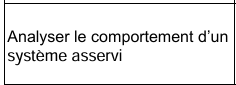 Analyser le comportement d’un
système asservi